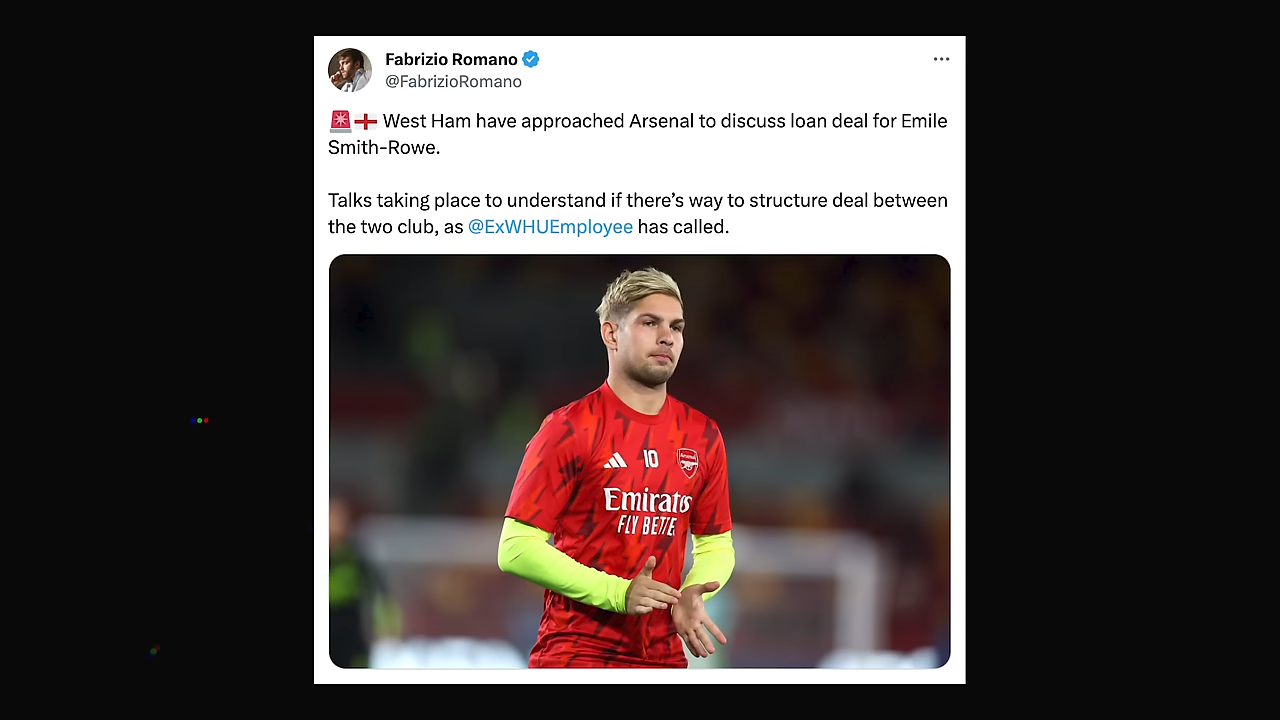 Fabrizio Romano
@FabrizioRomano
🚨🏴󠁧󠁢󠁥󠁮󠁧󠁿 West Ham have approached Arsenal to discuss loan deal for Emile
Smith-Rowe.
Talks taking place to understand if there’s way to structure deal between
the two club, as @ExWHUEmployee has called.
10
Arsenal
Emirates
FLY BETTER